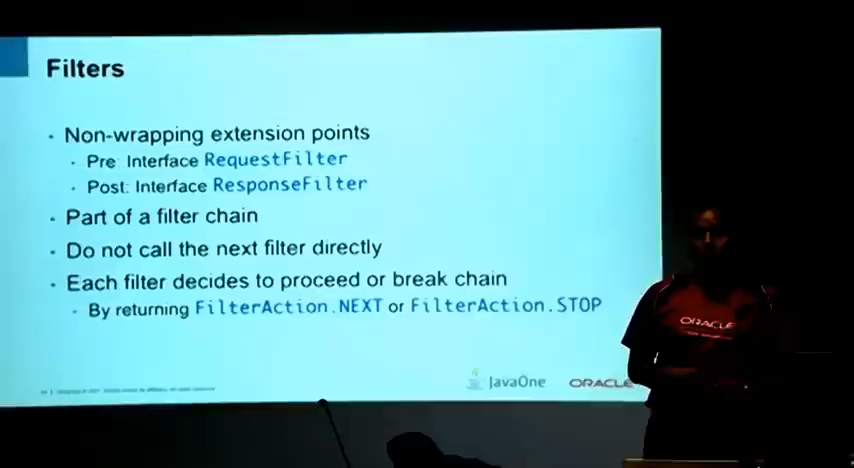 Filters
Non-wrapping extension points
Pre: Interface RequestFilter
Post: Interface ResponseFilter
Part of a filter chain
Do not call the next filter directly
Each filter decides to proceed or break chain
By returning FilterAction.NEXT or FilterAction.STOP
JavaOne
ORACLE
ORACLE